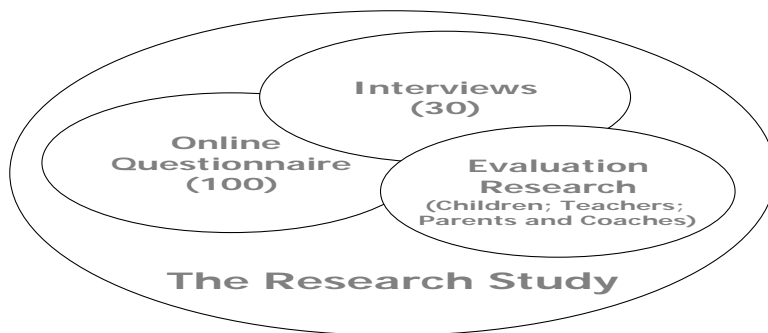 Interviews
(30)
Online
Questionnaire
(100)
Evaluation
Research
(Children; Teachers;
Parents and Coaches)
The Research Study